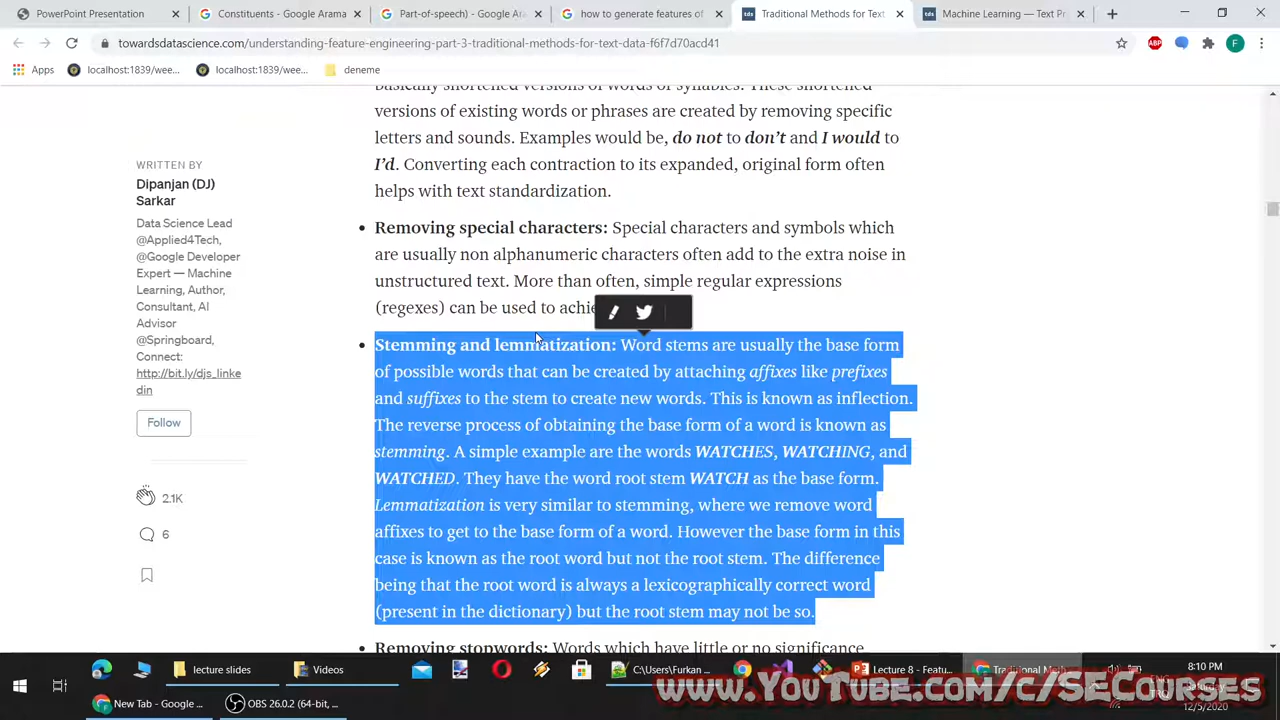 PowerPoint Presentation
Constituents - Google Arama
Part-of-speech) - Google Ara
how to generate features of
Traditional Methods for Text
Machine Learning — Text Pr
towardsdatascience.com/understanding-feature-engineering-part-3-traditional-methods-for-text-data-f6f7d70acd41
ABP
F
Apps
localhost:1839/wee...
localhost:1839/wee...
deneme
basically shortened versions of words or syllables. These shortened
versions of existing words or phrases are created by removing specific
letters and sounds. Examples would be, do not to don’t and I would to
I’d. Converting each contraction to its expanded, original form often
helps with text standardization.
WRITTEN BY
Dipanjan (DJ)
Sarkar
Data Science Lead
@Applied4Tech,
@Google Developer
Expert — Machine
Learning, Author,
Consultant, AI
Advisor
@Springboard,
Connect:
http://bit.ly/djs_linke
din
Follow
2.1K
6
• Removing special characters: Special characters and symbols which
are usually non alphanumeric characters often add to the extra noise in
unstructured text. More than often, simple regular expressions
(regexes) can be used to achie
• Stemming and lemmatization: Word stems are usually the base form
of possible words that can be created by attaching affixes like prefixes
and suffixes to the stem to create new words. This is known as inflection.
The reverse process of obtaining the base form of a word is known as
stemming. A simple example are the words WATCHES, WATCHING, and
WATCHED. They have the word root stem WATCH as the base form.
Lemmatization is very similar to stemming, where we remove word
affixes to get to the base form of a word. However the base form in this
case is known as the root word but not the root stem. The difference
being that the root word is always a lexicographically correct word
(present in the dictionary) but the root stem may not be so.
• Removing stopwords: Words which have little or no significance
lecture slides
Videos
C:\Users\Furkan
Lecture 8 - Featu...
Traditional Meth
8:10 PM
ENG
Saturday
12/5/2020
New Tab - Google ...
OBS 26.0.2 (64-bit, ...
www.YouTube.com/c/SECourses